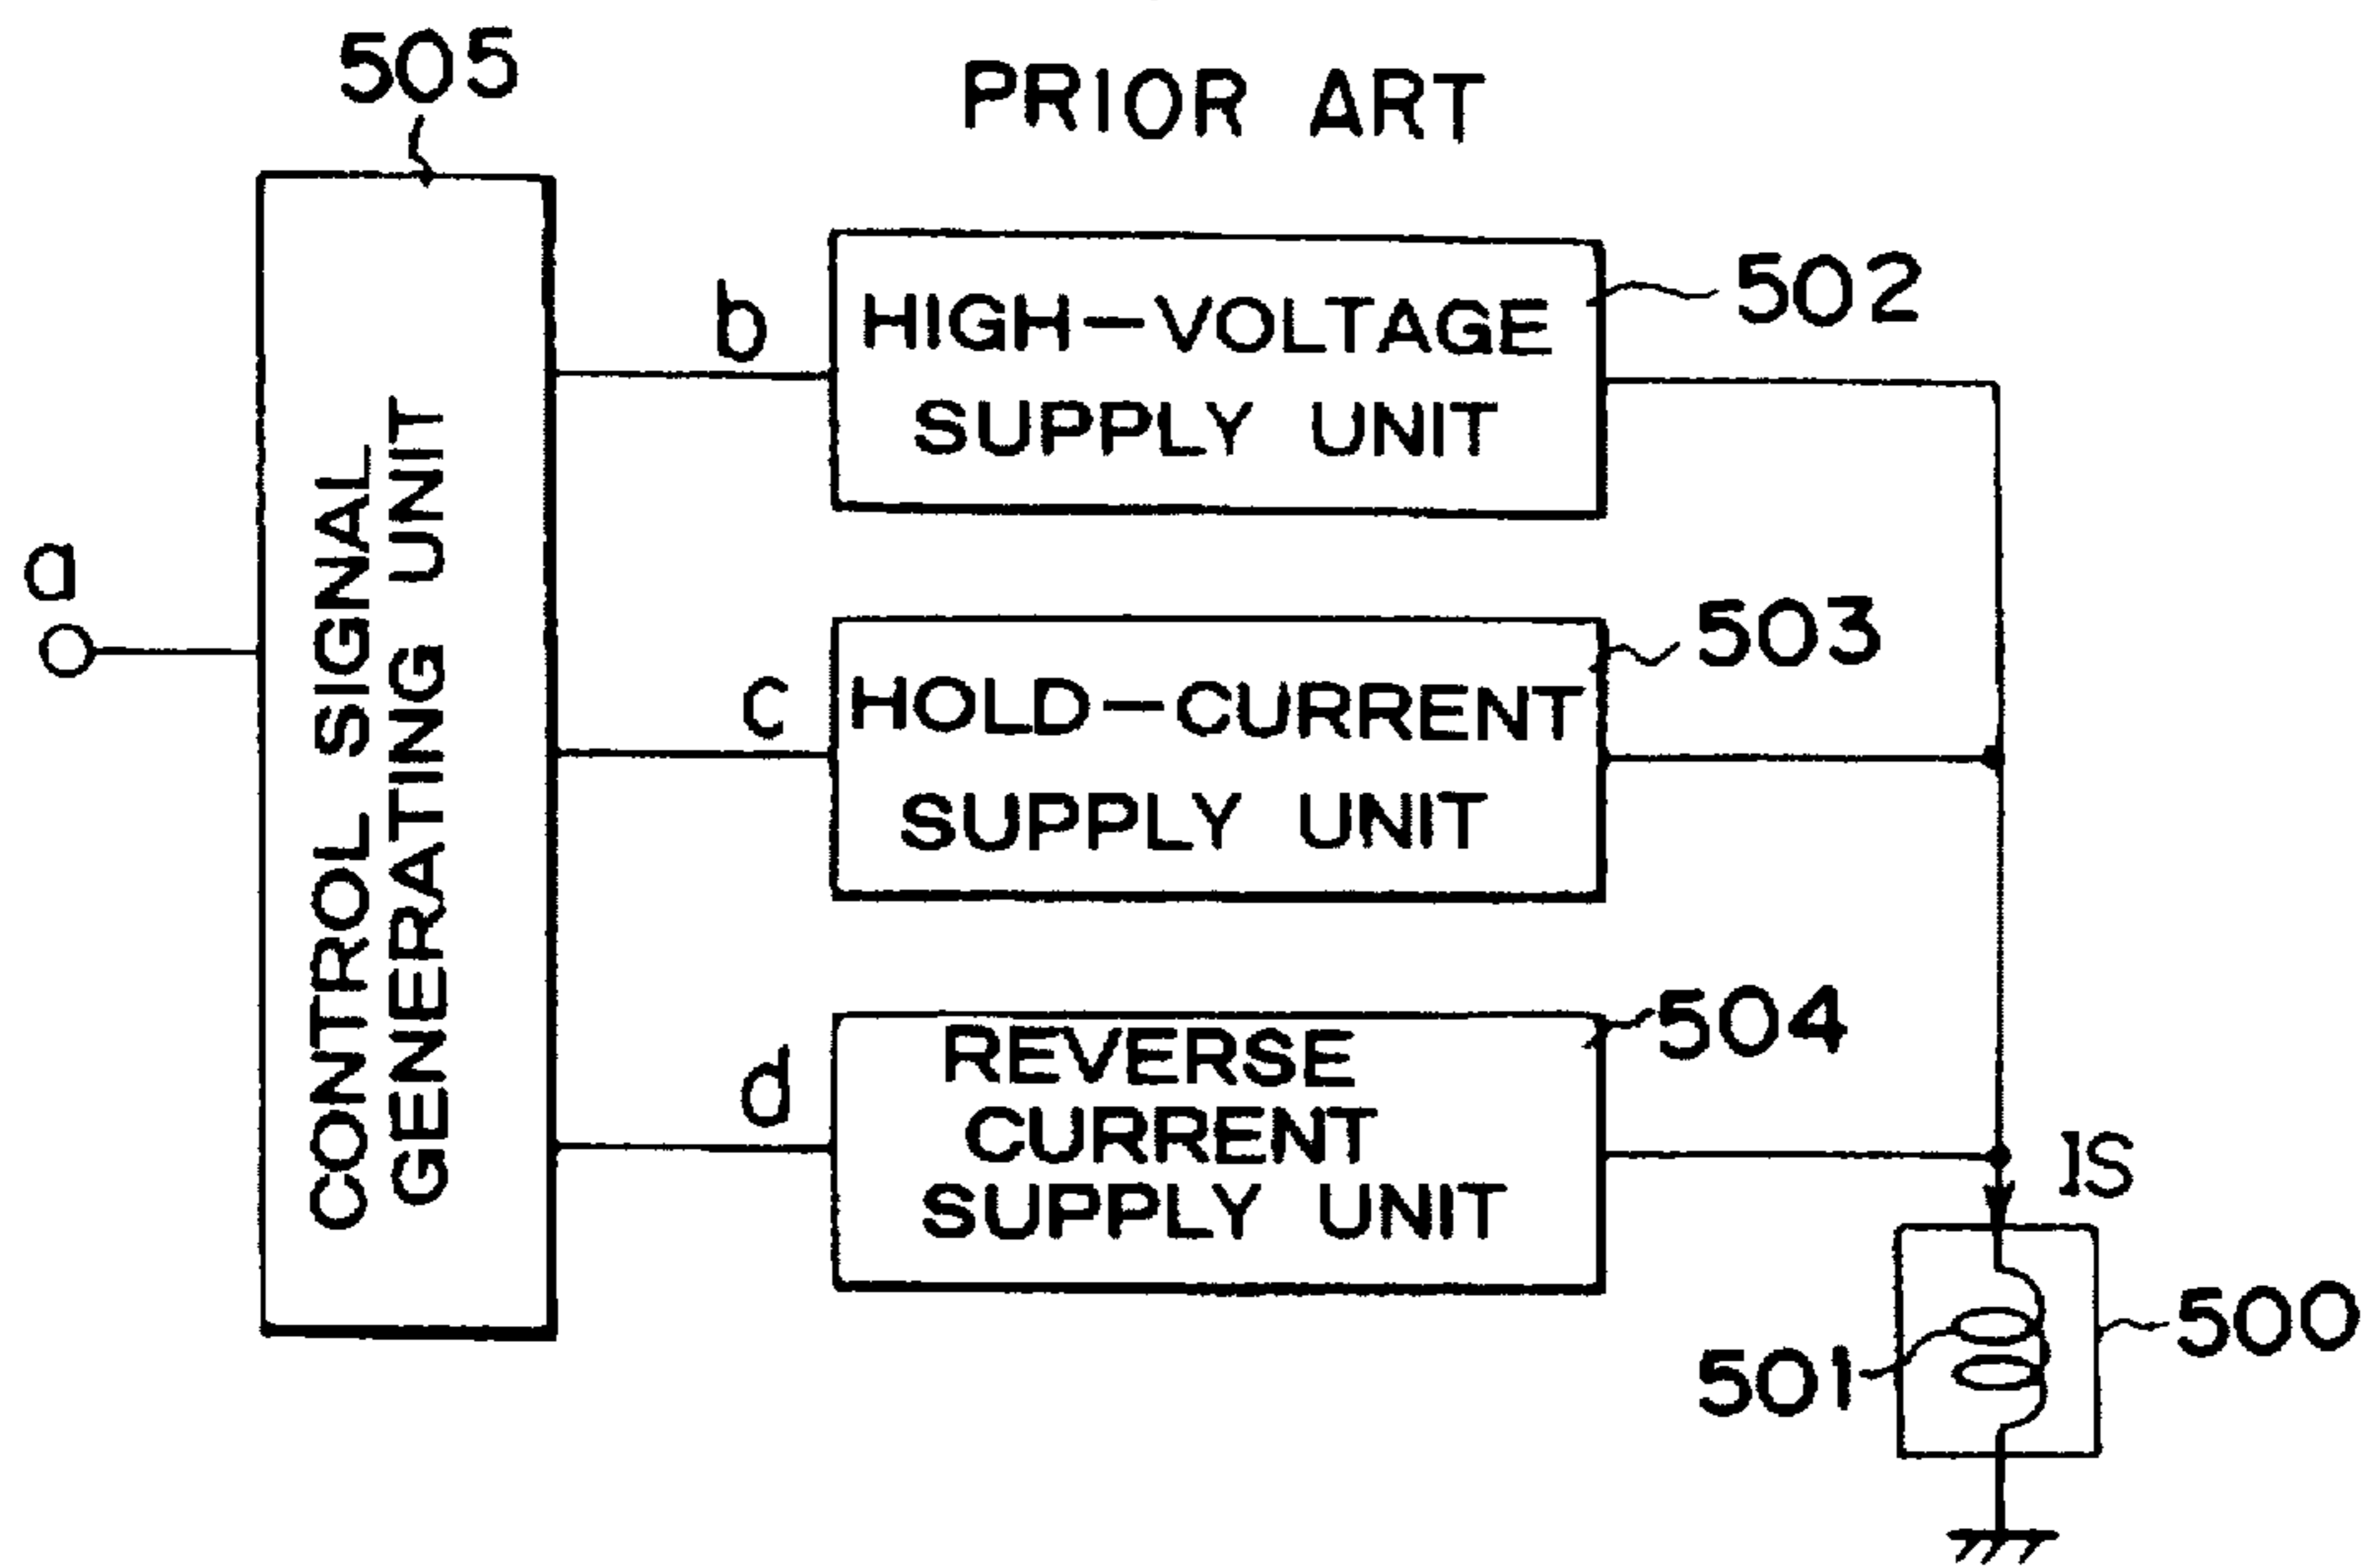 505
PRIOR ART
CONTROL SIGNAL
GENERATING UNIT
a
b
HIGH-VOLTAGE
SUPPLY UNIT
502
c
HOLD-CURRENT
SUPPLY UNIT
503
d
REVERSE
CURRENT
SUPPLY UNIT
504
IS
501
500